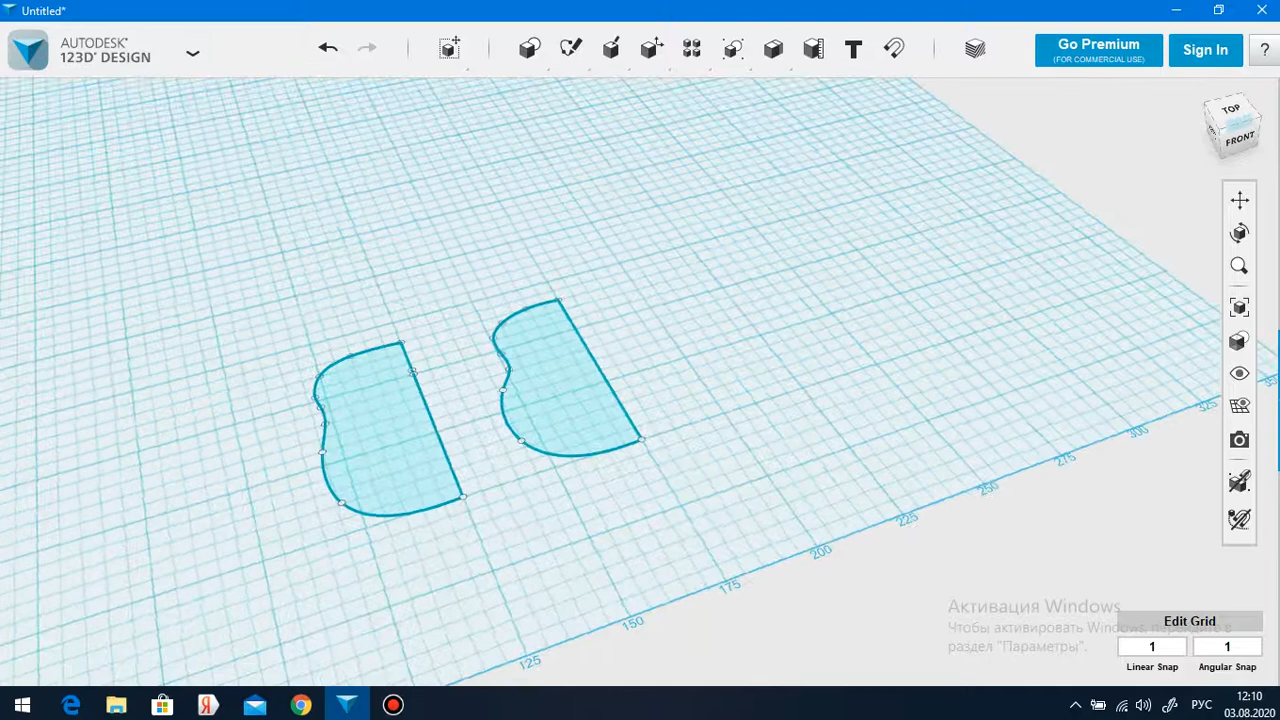 Untitled*
AUTODESK®
123D® DESIGN
Go Premium
(FOR COMMERCIAL USE)
Sign In
?
TOP
FRONT
325
300
275
250
225
200
175
150
125
Активация Windows
Чтобы активировать Windows, перейдите в
раздел "Параметры".
Edit Grid
1
1
Linear Snap
Angular Snap
РУС
12:10
03.08.2020